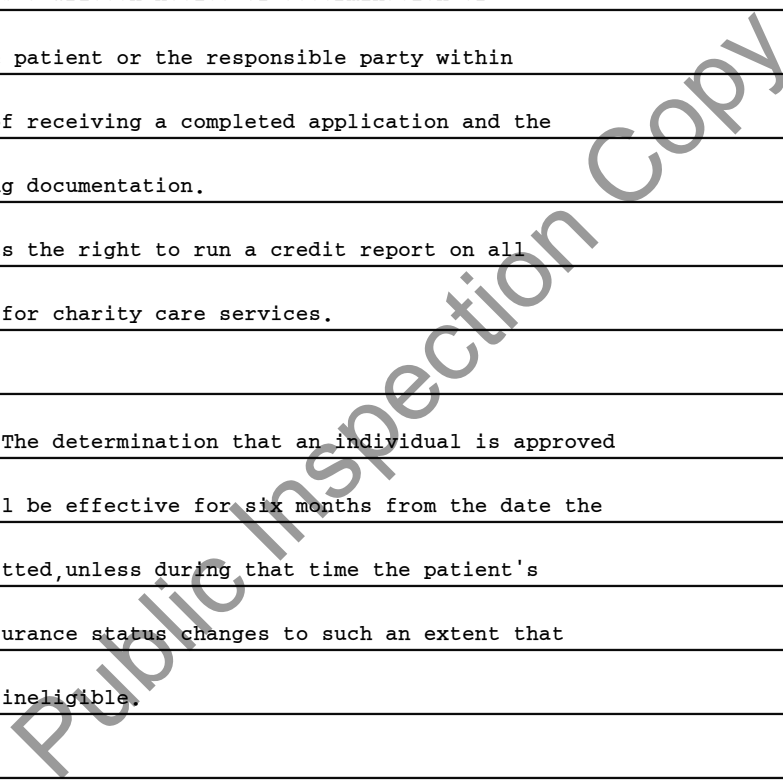 patient or the responsible party within
f receiving a completed application and the
g documentation.
s the right to run a credit report on all
for charity care services.
The determination that an individual is approved
l be effective for six months from the date the
tted,unless during that time the patient's
urance status changes to such an extent that
ineligible.
Public Inspection Copy